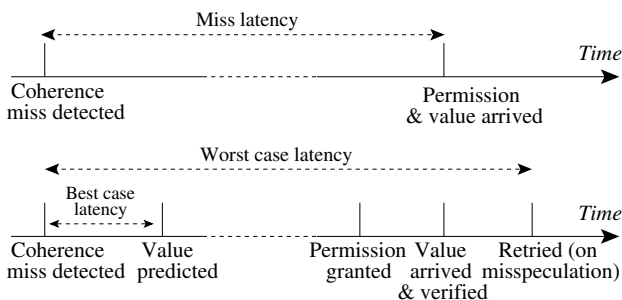 Miss latency
Time
Coherence
miss detected
Permission
& value arrived
Worst case latency
Best case
latency
Time
Coherence
miss detected
Value
predicted
Permission
granted
Value
arrived
& verified
Retried (on
misspeculation)